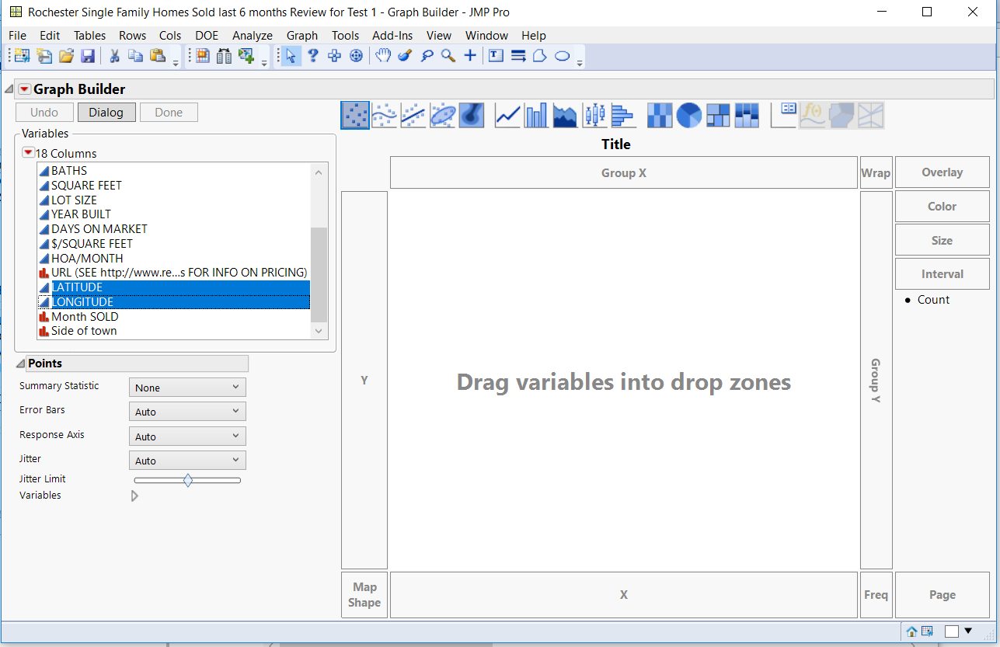 Rochester Single Family Homes Sold last 6 months Review for Test 1 - Graph Builder - JMP Pro
File Edit Tables Rows Cols DOE Analyze Graph Tools Add-Ins View Window Help
Graph Builder
Undo Dialog Done
Variables
18 Columns
BATHS
SQUARE FEET
LOT SIZE
YEAR BUILT
DAYS ON MARKET
$/SQUARE FEET
HOA/MONTH
URL (SEE http://www.re...s FOR INFO ON PRICING)
LATITUDE
LONGITUDE
Month SOLD
Side of town
Points
Summary Statistic None
Error Bars Auto
Response Axis Auto
Jitter Auto
Jitter Limit
Variables
Title
Group X
Wrap
Overlay
Color
Size
Interval
Count
Y
Drag variables into drop zones
Group Y
Map
Shape
X
Freq
Page